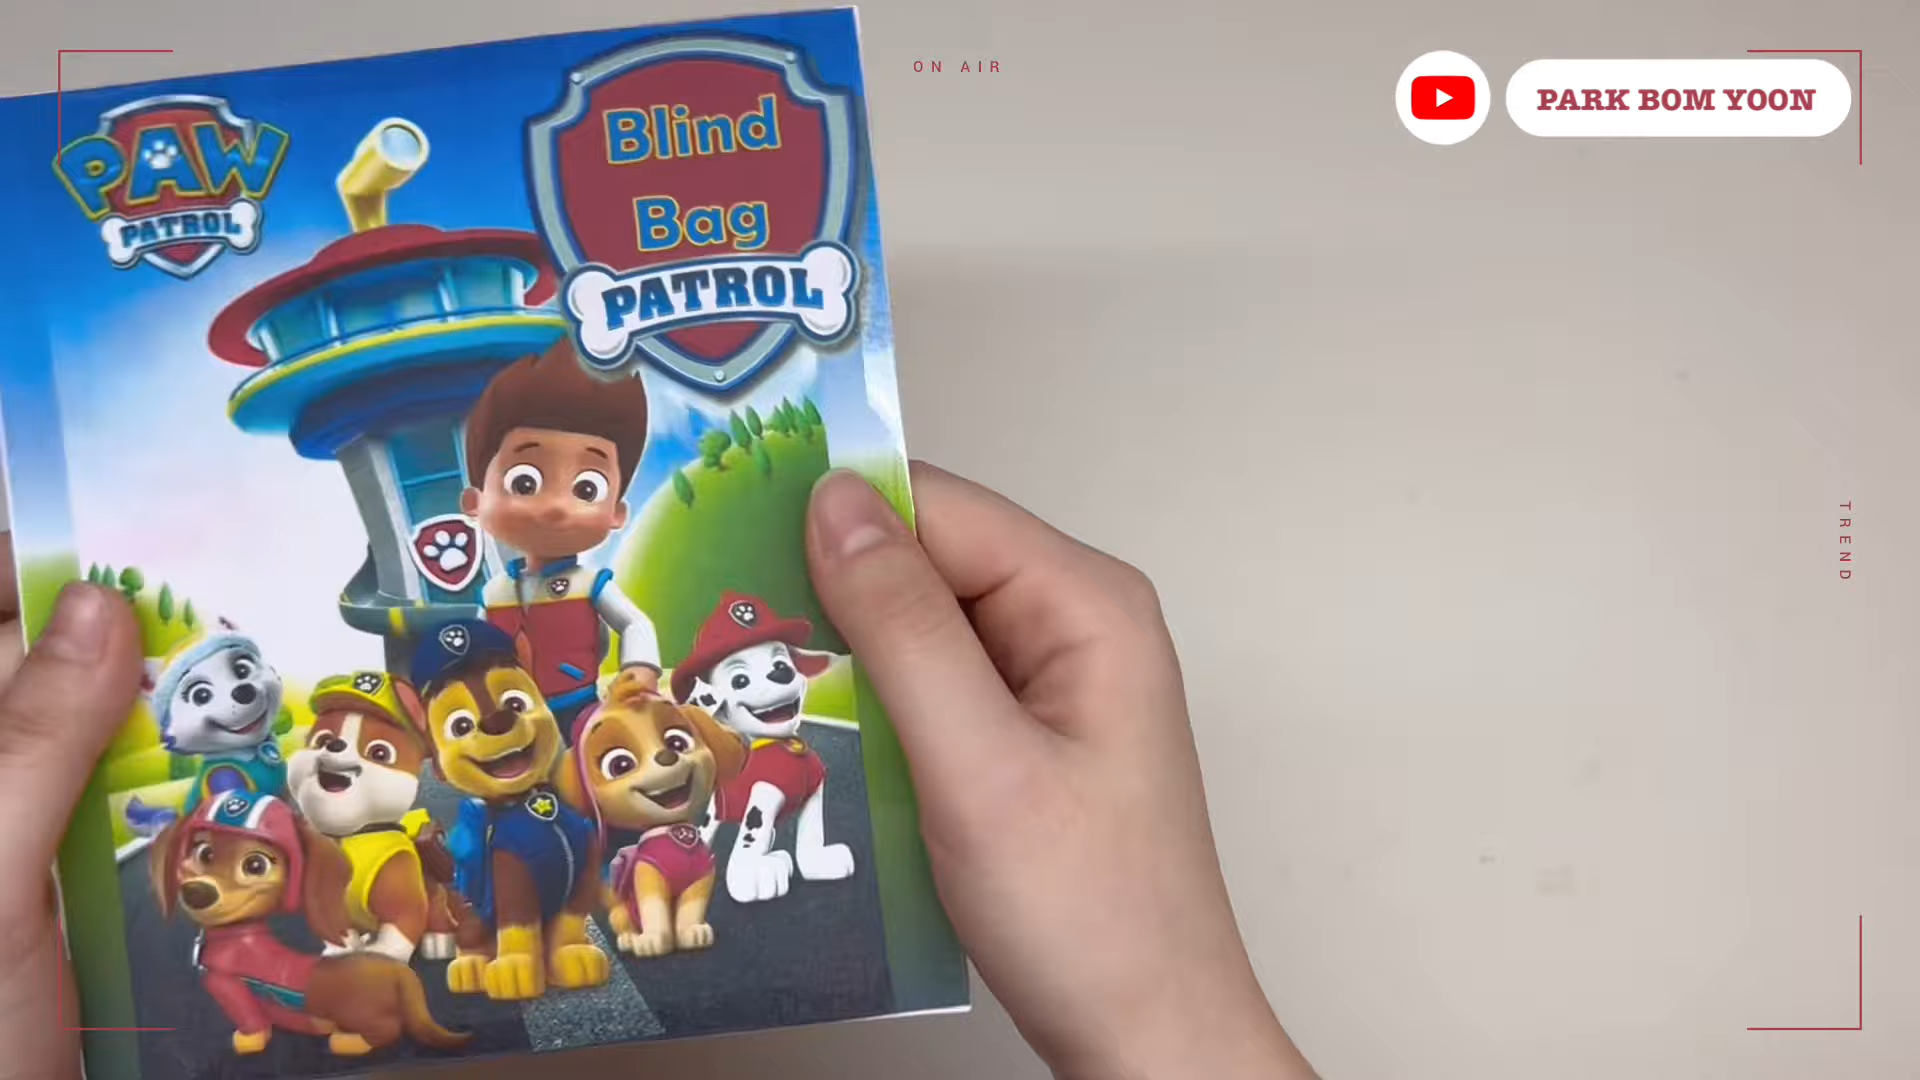 ON AIR
PARK BOM YOON
PAW
PATROL
Blind
Bag
PATROL
TREND